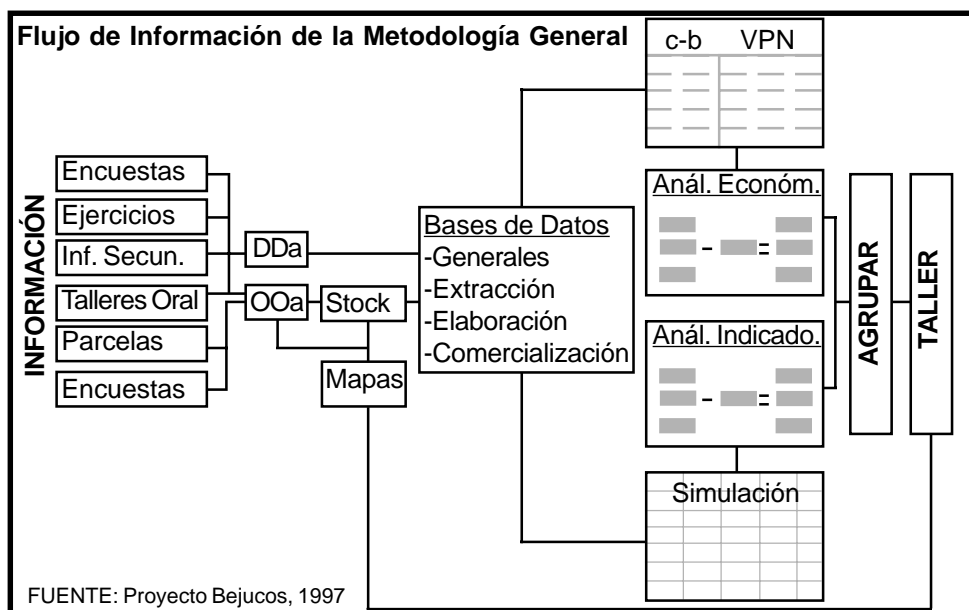 Flujo de Información de la Metodología General
c-b VPN
INFORMACIÓN
Encuestas
Ejercicios
Inf. Secun.
Talleres Oral
Parcelas
Encuestas
DDa
OOa
Stock
Mapas
Bases de Datos
-Generales
-Extracción
-Elaboración
-Comercialización
Anál. Económ.
- =
Anál. Indicado.
- =
Simulación
AGRUPAR
TALLER
FUENTE: Proyecto Bejucos, 1997